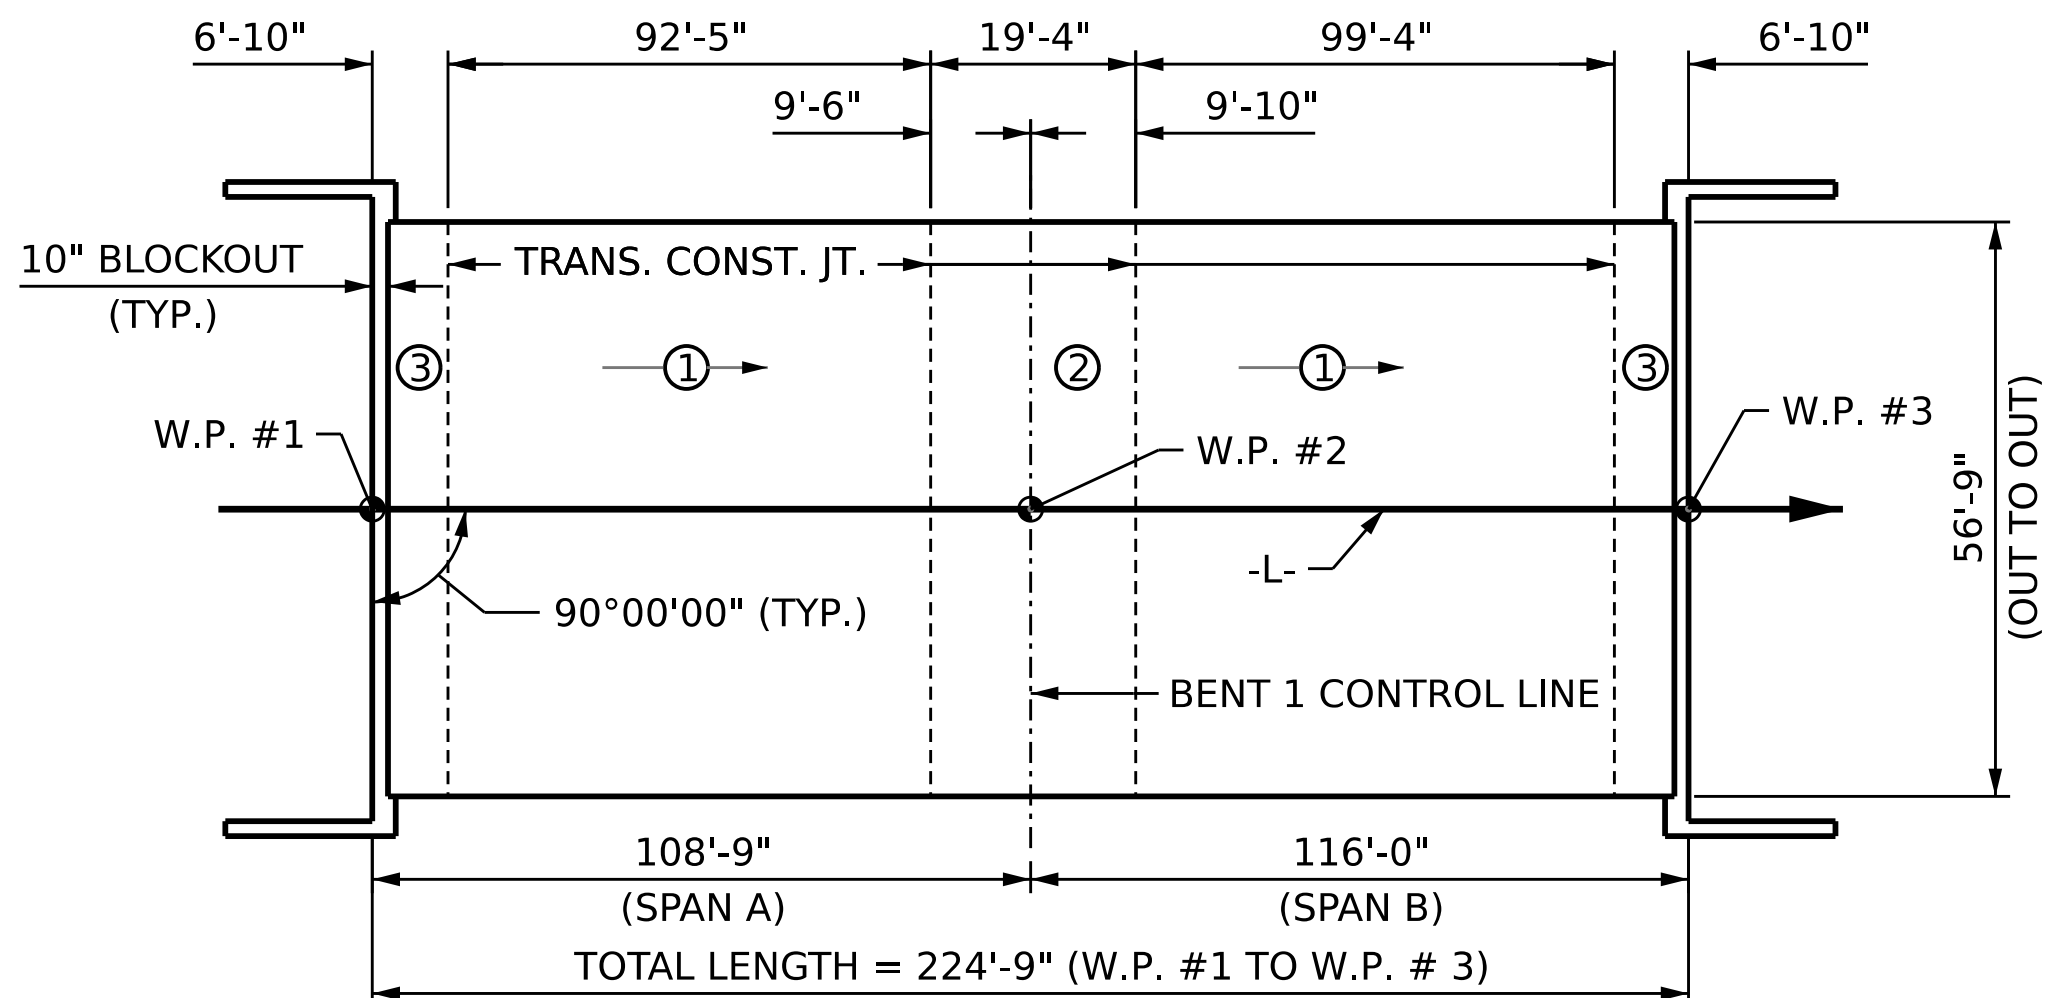 6'-10"
92'-5"
19'-4"
99'-4"
6'-10"
9'-6"
9'-10"
10" BLOCKOUT
(TYP.)
TRANS. CONST. JT.
3
1
2
1
3
W.P. #1
W.P. #2
W.P. #3
56'-9"
(OUT TO OUT)
-L-
90°00'00" (TYP.)
BENT 1 CONTROL LINE
108'-9"
(SPAN A)
116'-0"
(SPAN B)
TOTAL LENGTH = 224'-9" (W.P. #1 TO W.P. # 3)